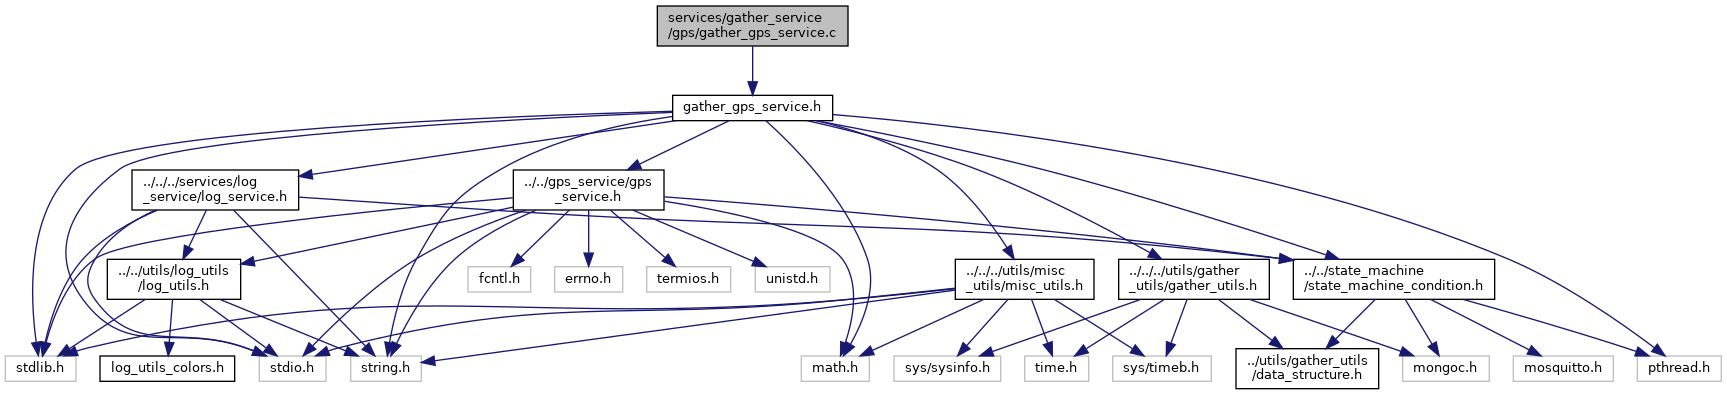 services/gather_service
/gps/gather_gps_service.c
gather_gps_service.h
../../../services/log
_service/log_service.h
../../gps_service/gps
_service.h
../../utils/log_utils
/log_utils.h
fcntl.h
errno.h
termios.h
unistd.h
../../../utils/misc
_utils/misc_utils.h
../../../utils/gather
_utils/gather_utils.h
../../state_machine
/state_machine_condition.h
stdlib.h
log_utils_colors.h
stdio.h
string.h
math.h
sys/sysinfo.h
time.h
sys/timeb.h
../utils/gather_utils
/data_structure.h
mongoc.h
mosquitto.h
pthread.h